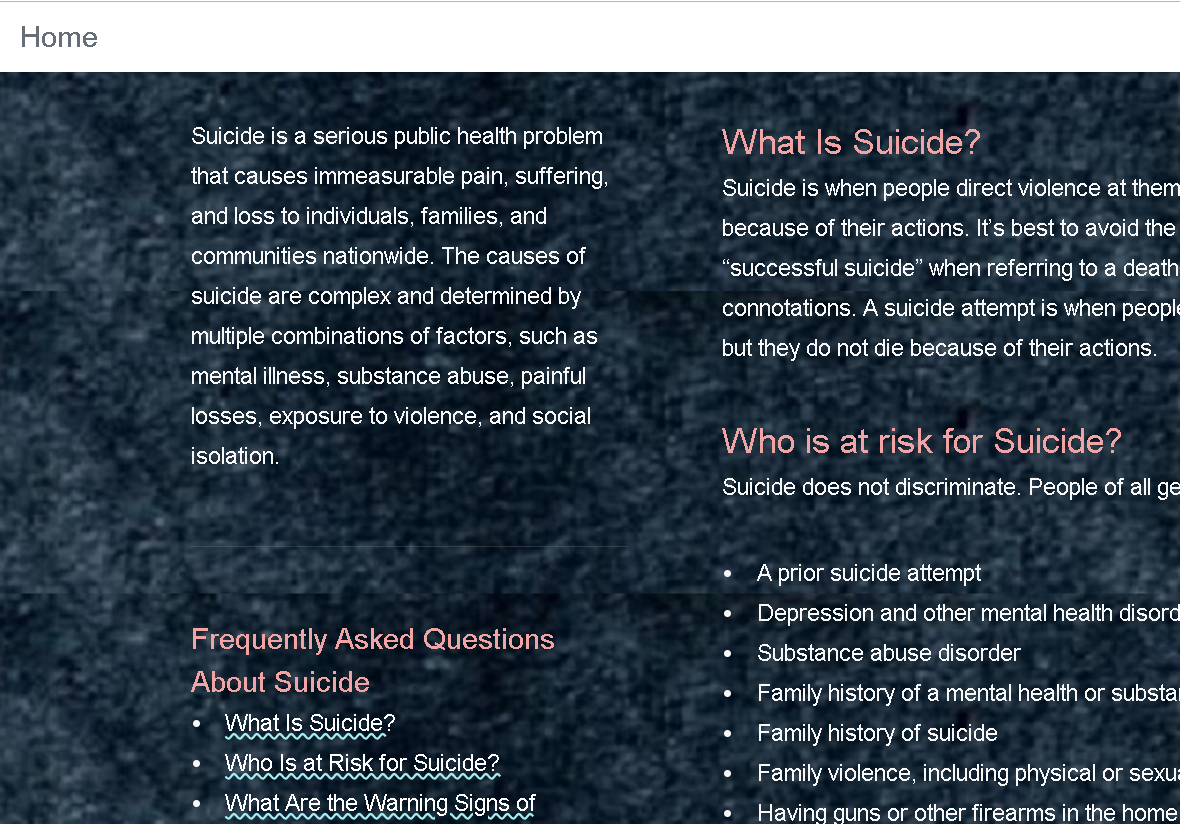 Home
Suicide is a serious public health problem
that causes immeasurable pain, suffering,
and loss to individuals, families, and
communities nationwide. The causes of
suicide are complex and determined by
multiple combinations of factors, such as
mental illness, substance abuse, painful
losses, exposure to violence, and social
isolation.
Frequently Asked Questions
About Suicide
• What Is Suicide?
• Who Is at Risk for Suicide?
• What Are the Warning Signs of
What Is Suicide?
Suicide is when people direct violence at them
because of their actions. It’s best to avoid the
“successful suicide” when referring to a death
connotations. A suicide attempt is when people
but they do not die because of their actions.
Who is at risk for Suicide?
Suicide does not discriminate. People of all ge
• A prior suicide attempt
• Depression and other mental health disord
• Substance abuse disorder
• Family history of a mental health or substa
• Family history of suicide
• Family violence, including physical or sexua
• Having guns or other firearms in the home